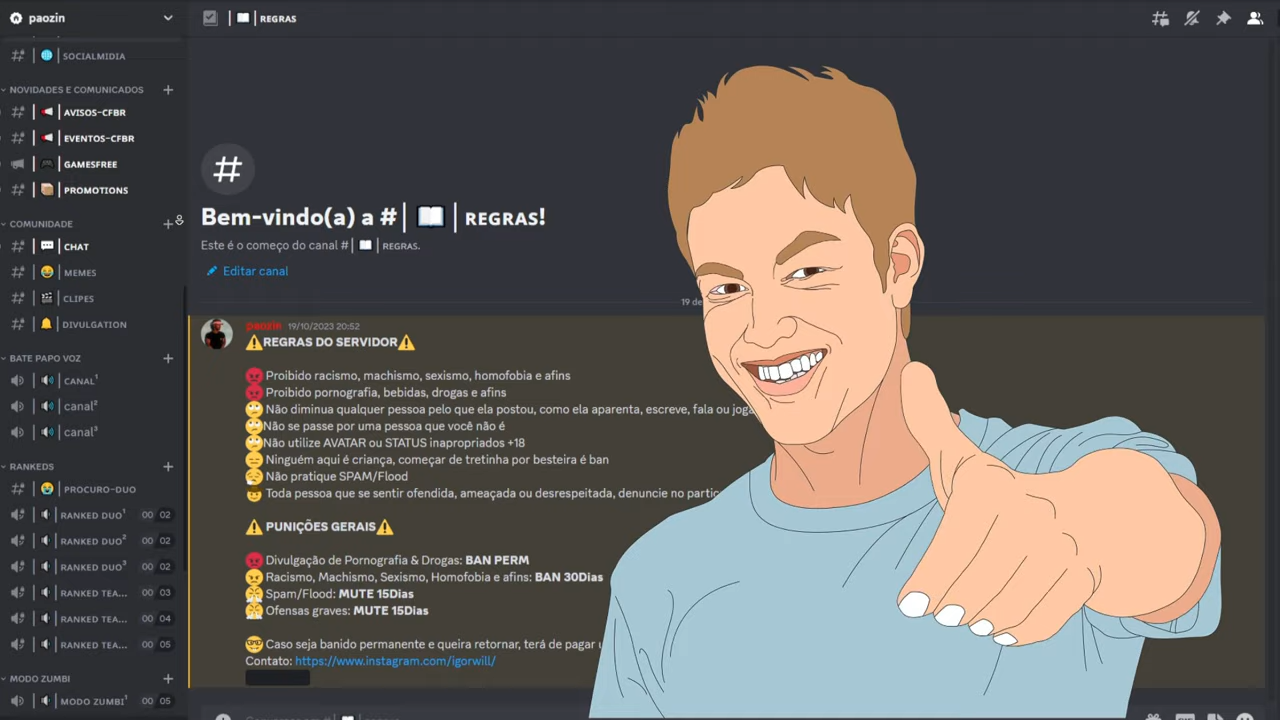 paozin
SOCIALMIDIA
NOVIDADES E COMUNICADOS
AVISOS-CFBR
EVENTOS-CFBR
GAMESFREE
PROMOTIONS
COMUNIDADE
CHAT
MEMES
CLIPES
DIVULGATION
BATE PAPO VOZ
CANAL¹
canal²
canal³
RANKEDS
PROCURO-DUO
RANKED DUO¹ 00 02
RANKED DUO² 00 02
RANKED DUO³ 00 02
RANKED TEA... 00 03
RANKED TEA... 00 04
RANKED TEA... 00 05
MODO ZUMBI
MODO ZUMBI¹ 00 05
| 📖 | REGRAS
#
Bem-vindo(a) a # | 📖 | REGRAS!
Este é o começo do canal # | 📖 | REGRAS.
Editar canal
19 de
paozin 19/10/2023 20:52
⚠️REGRAS DO SERVIDOR⚠️
😡Proibido racismo, machismo, sexismo, homofobia e afins
😡Proibido pornografia, bebidas, drogas e afins
🙄Não diminua qualquer pessoa pelo que ela postou, como ela aparenta, escreve, fala ou joga
🙄Não se passe por uma pessoa que você não é
🙄Não utilize AVATAR ou STATUS inapropriados +18
😑Ninguém aqui é criança, começar de tretinha por besteira é ban
😮‍💨Não pratique SPAM/Flood
🤠Toda pessoa que se sentir ofendida, ameaçada ou desrespeitada, denuncie no partic
⚠️ PUNIÇÕES GERAIS⚠️
😡Divulgação de Pornografia & Drogas: BAN PERM
😠Racismo, Machismo, Sexismo, Homofobia e afins: BAN 30Dias
😤Spam/Flood: MUTE 15Dias
😤Ofensas graves: MUTE 15Dias
🤓Caso seja banido permanente e queira retornar, terá de pagar
Contato: https://www.instagram.com/igorwill/